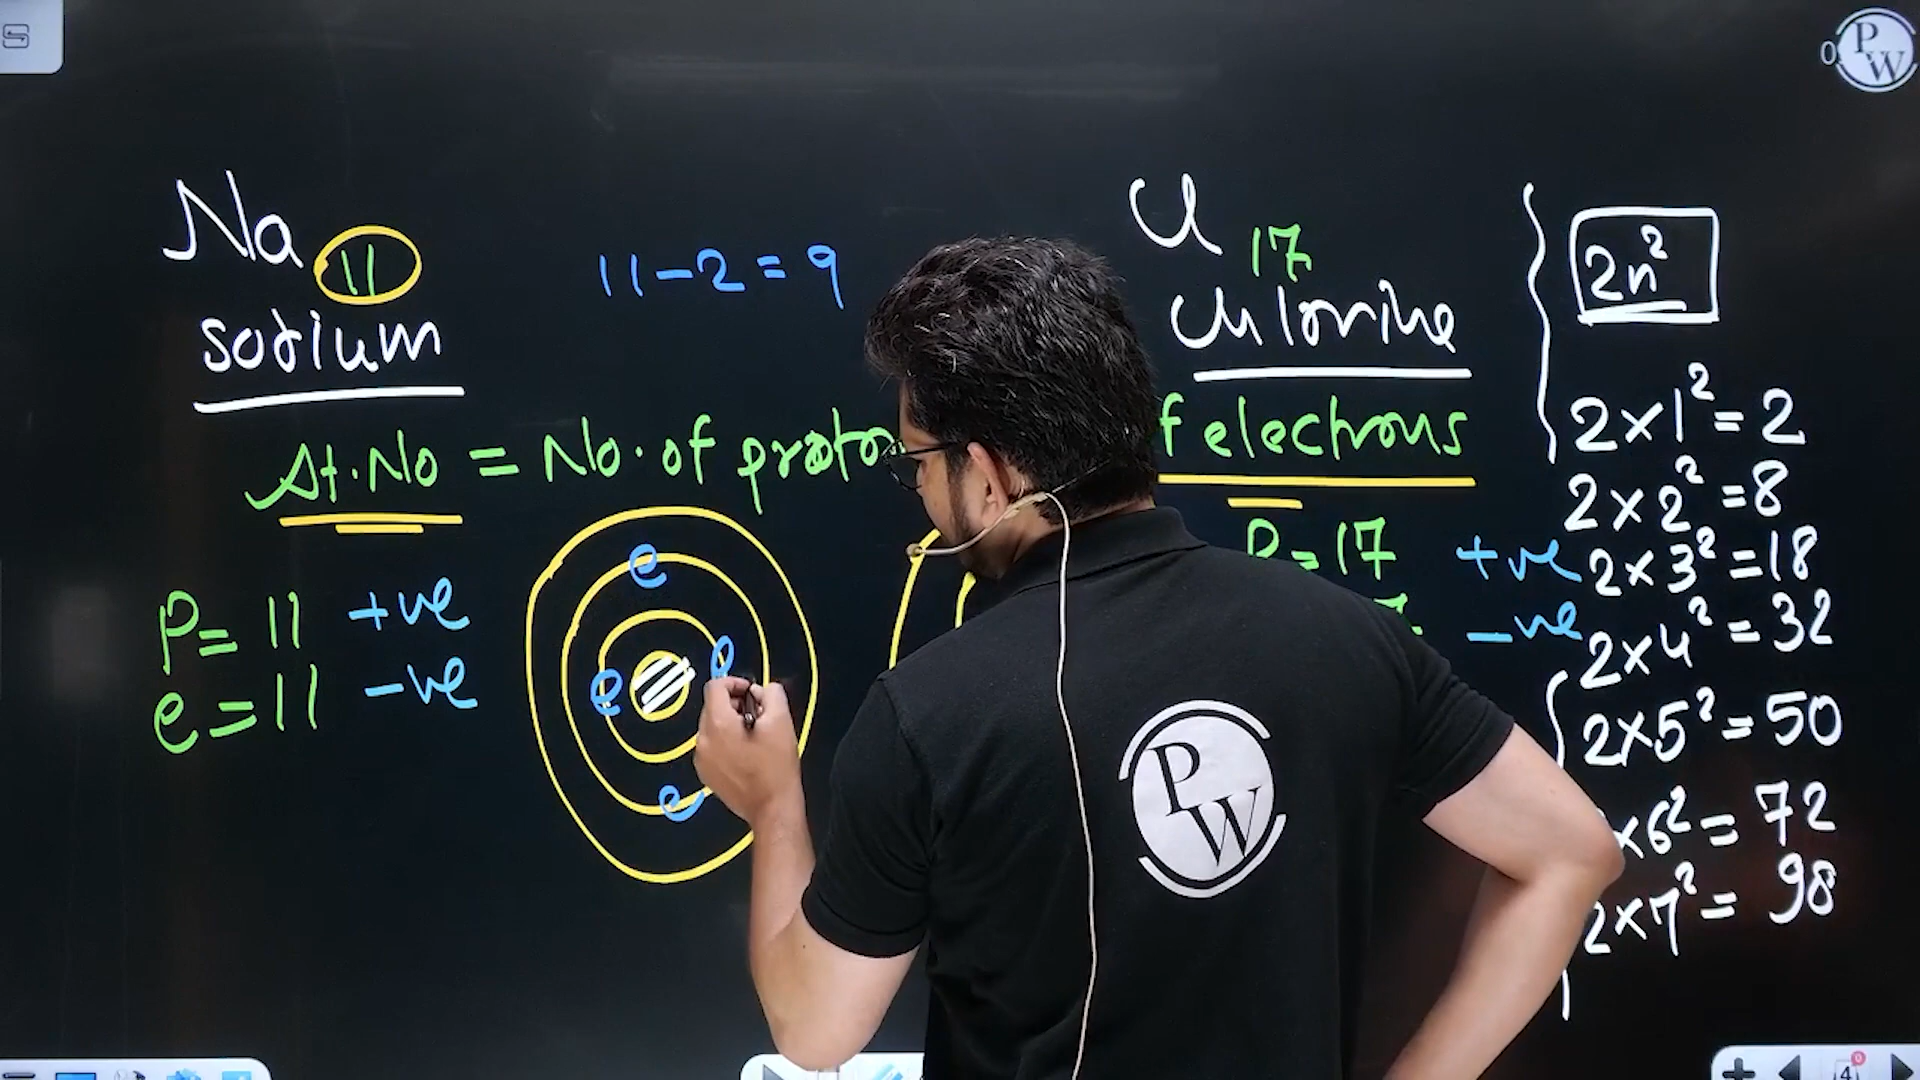 PW
Na 11
sodium
11-2=9
Cl 17
Chlorine
At.No = No. of proto
f electrons
P = 11 +ve
e = 11 -ve
e
e
e
e
P = 17 +ve
-ve
2n²
2×1²=2
2×2²=8
2×3²=18
2×4²=32
2×5²=50
×6²=72
2×7²=98
PW
4